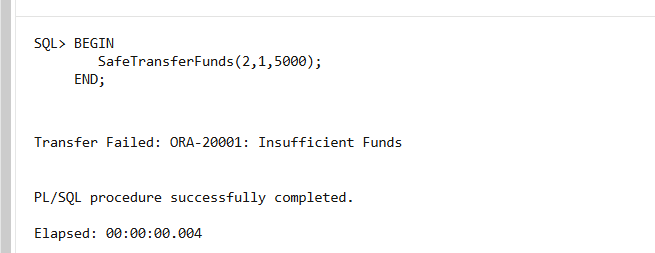 SQL> BEGIN
SafeTransferFunds(2,1,5000);
END;
Transfer Failed: ORA-20001: Insufficient Funds
PL/SQL procedure successfully completed.
Elapsed: 00:00:00.004